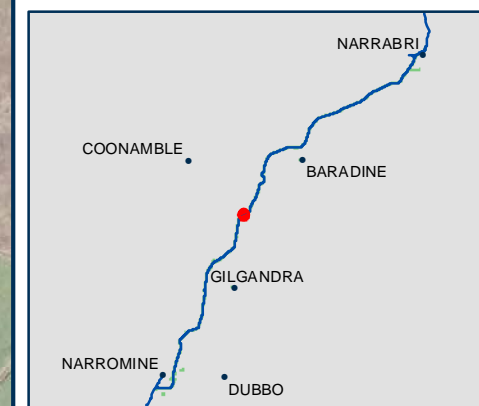 NARRABRI
COONAMBLE
BARADINE
GILGANDRA
NARROMINE
DUBBO